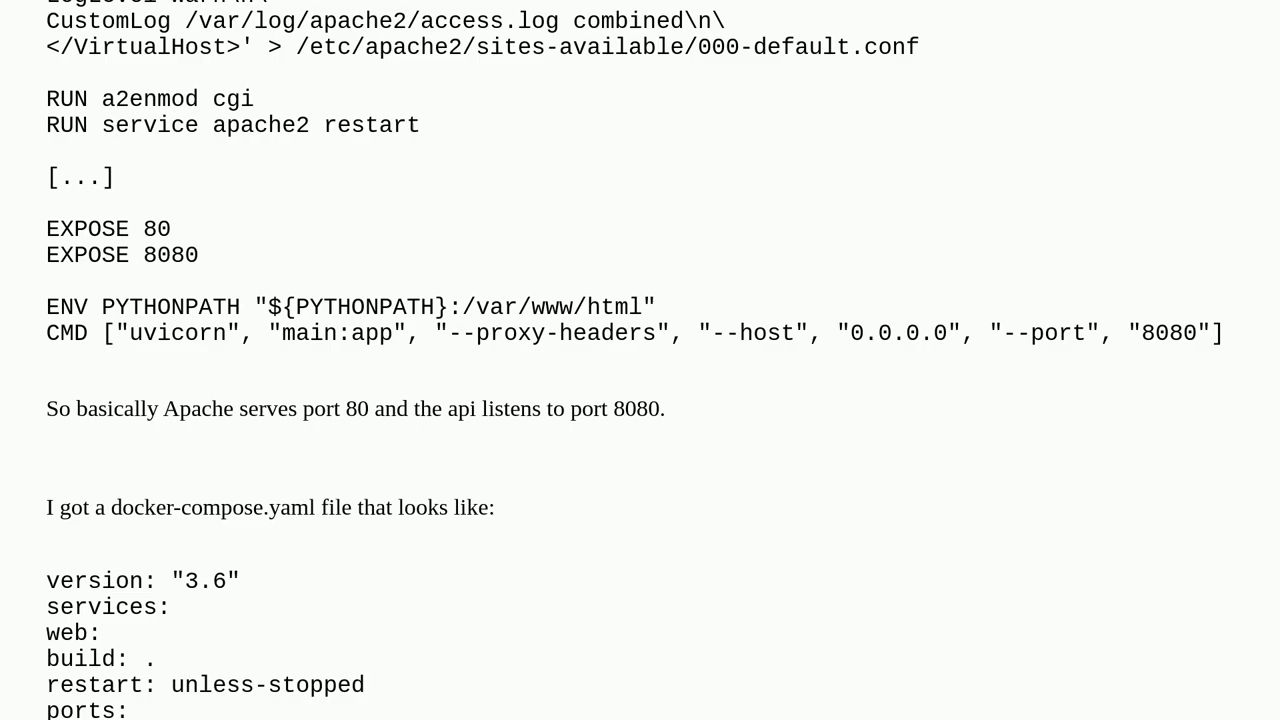 LogLevel warn\n\
CustomLog /var/log/apache2/access.log combined\n\
</VirtualHost>' > /etc/apache2/sites-available/000-default.conf
RUN a2enmod cgi
RUN service apache2 restart
[...]
EXPOSE 80
EXPOSE 8080
ENV PYTHONPATH "${PYTHONPATH}:/var/www/html"
CMD ["uvicorn", "main:app", "--proxy-headers", "--host", "0.0.0.0", "--port", "8080"]
So basically Apache serves port 80 and the api listens to port 8080.
I got a docker-compose.yaml file that looks like:
version: "3.6"
services:
web:
build: .
restart: unless-stopped
ports: